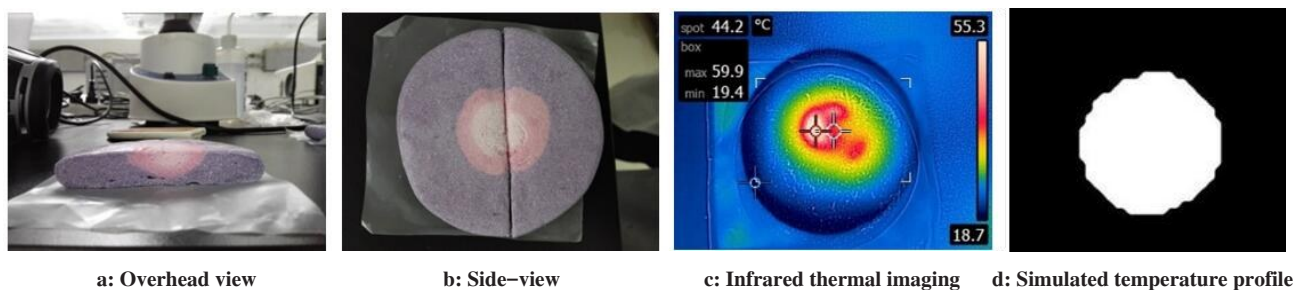 spot 44.2 °C
box
max 59.9
min 19.4
55.3
18.7
a: Overhead view
b: Side−view
c: Infrared thermal imaging
d: Simulated temperature profile